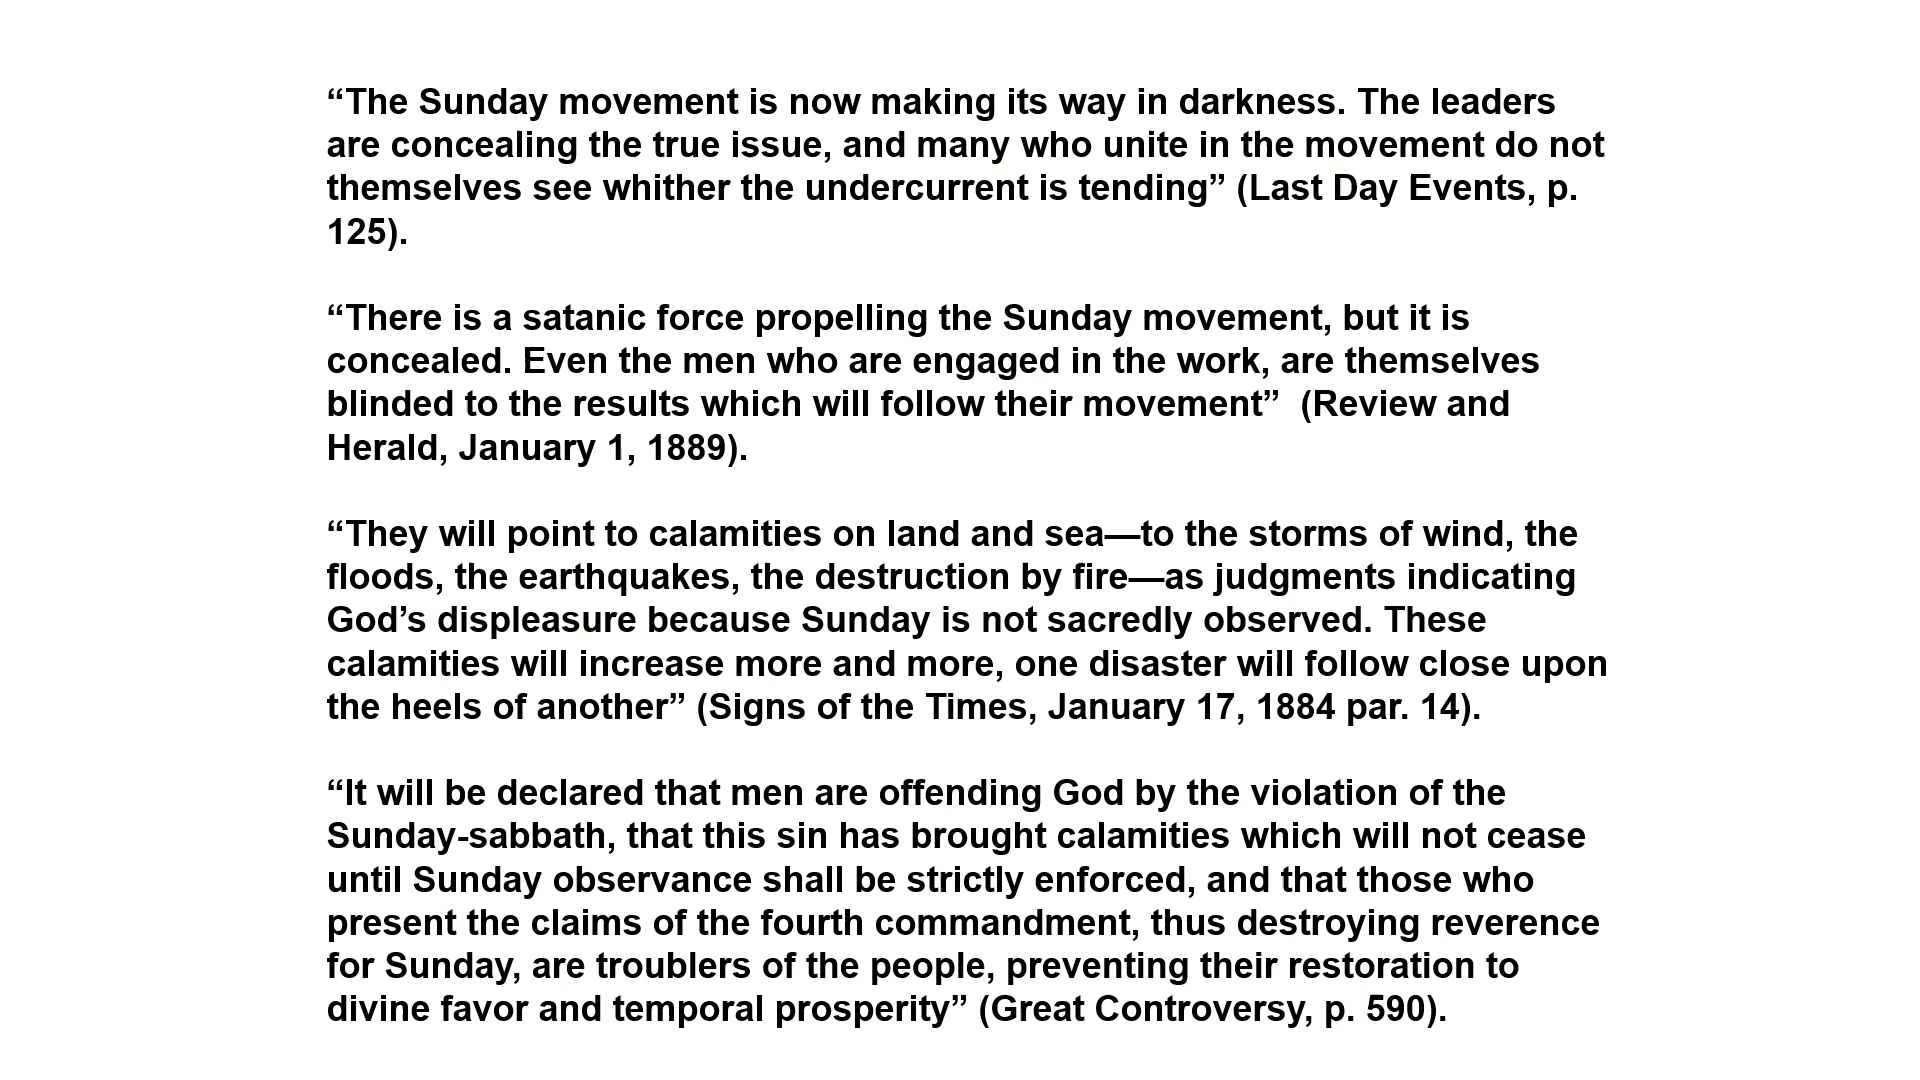 “The Sunday movement is now making its way in darkness. The leaders
are concealing the true issue, and many who unite in the movement do not
themselves see whither the undercurrent is tending” (Last Day Events, p.
125).
“There is a satanic force propelling the Sunday movement, but it is
concealed. Even the men who are engaged in the work, are themselves
blinded to the results which will follow their movement”  (Review and
Herald, January 1, 1889).
“They will point to calamities on land and sea—to the storms of wind, the
floods, the earthquakes, the destruction by fire—as judgments indicating
God’s displeasure because Sunday is not sacredly observed. These
calamities will increase more and more, one disaster will follow close upon
the heels of another” (Signs of the Times, January 17, 1884 par. 14).
“It will be declared that men are offending God by the violation of the
Sunday-sabbath, that this sin has brought calamities which will not cease
until Sunday observance shall be strictly enforced, and that those who
present the claims of the fourth commandment, thus destroying reverence
for Sunday, are troublers of the people, preventing their restoration to
divine favor and temporal prosperity” (Great Controversy, p. 590).